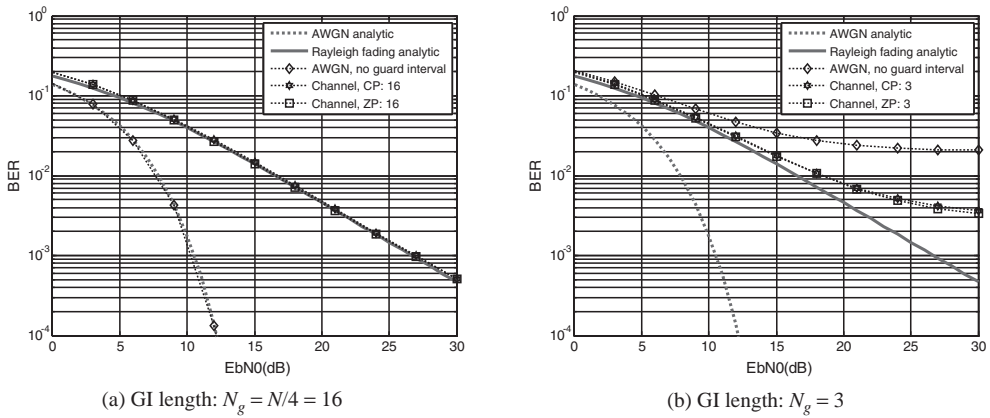 10^0
10^-1
10^-2
10^-3
10^-4
BER
0 5 10 15 20 25 30
EbN0(dB)
AWGN analytic
Rayleigh fading analytic
AWGN, no guard interval
Channel, CP: 16
Channel, ZP: 16
(a) GI length: N_g = N/4 = 16
10^0
10^-1
10^-2
10^-3
10^-4
BER
0 5 10 15 20 25 30
EbN0(dB)
AWGN analytic
Rayleigh fading analytic
AWGN, no guard interval
Channel, CP: 3
Channel, ZP: 3
(b) GI length: N_g = 3